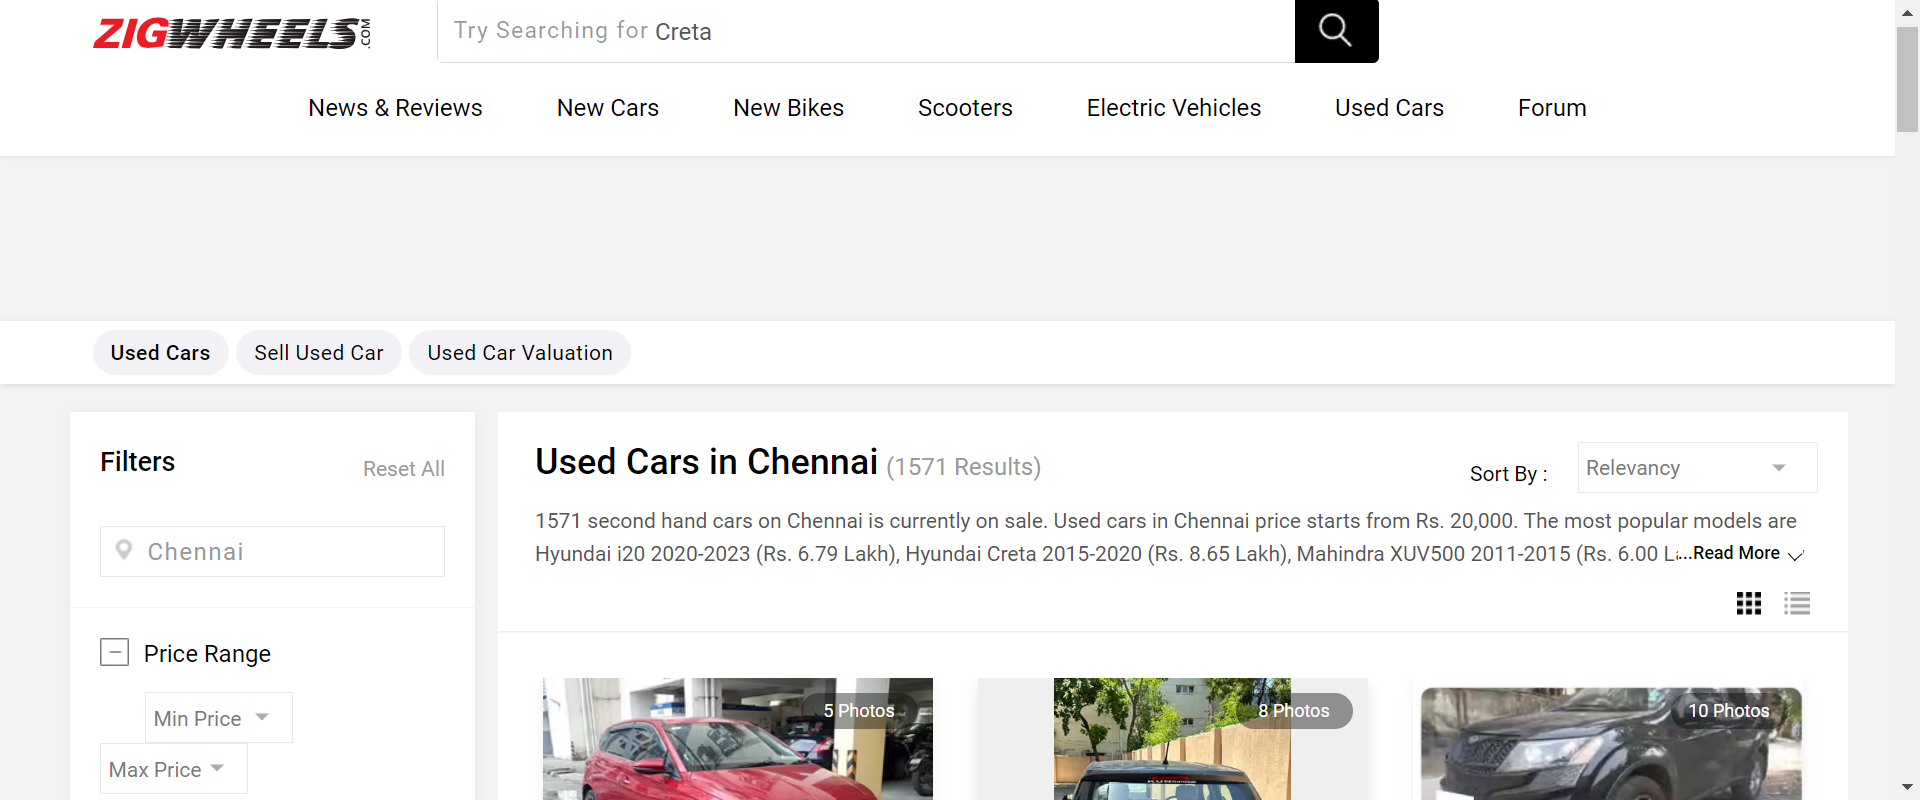 ZIGWHEELS.COM
Try Searching for Creta
News & Reviews New Cars New Bikes Scooters Electric Vehicles Used Cars Forum
Used Cars Sell Used Car Used Car Valuation
Filters
Reset All
Chennai
Price Range
Min Price
Max Price
Used Cars in Chennai (1571 Results)
Sort By : Relevancy
1571 second hand cars on Chennai is currently on sale. Used cars in Chennai price starts from Rs. 20,000. The most popular models are
Hyundai i20 2020-2023 (Rs. 6.79 Lakh), Hyundai Creta 2015-2020 (Rs. 8.65 Lakh), Mahindra XUV500 2011-2015 (Rs. 6.00 L...Read More
5 Photos
8 Photos
10 Photos